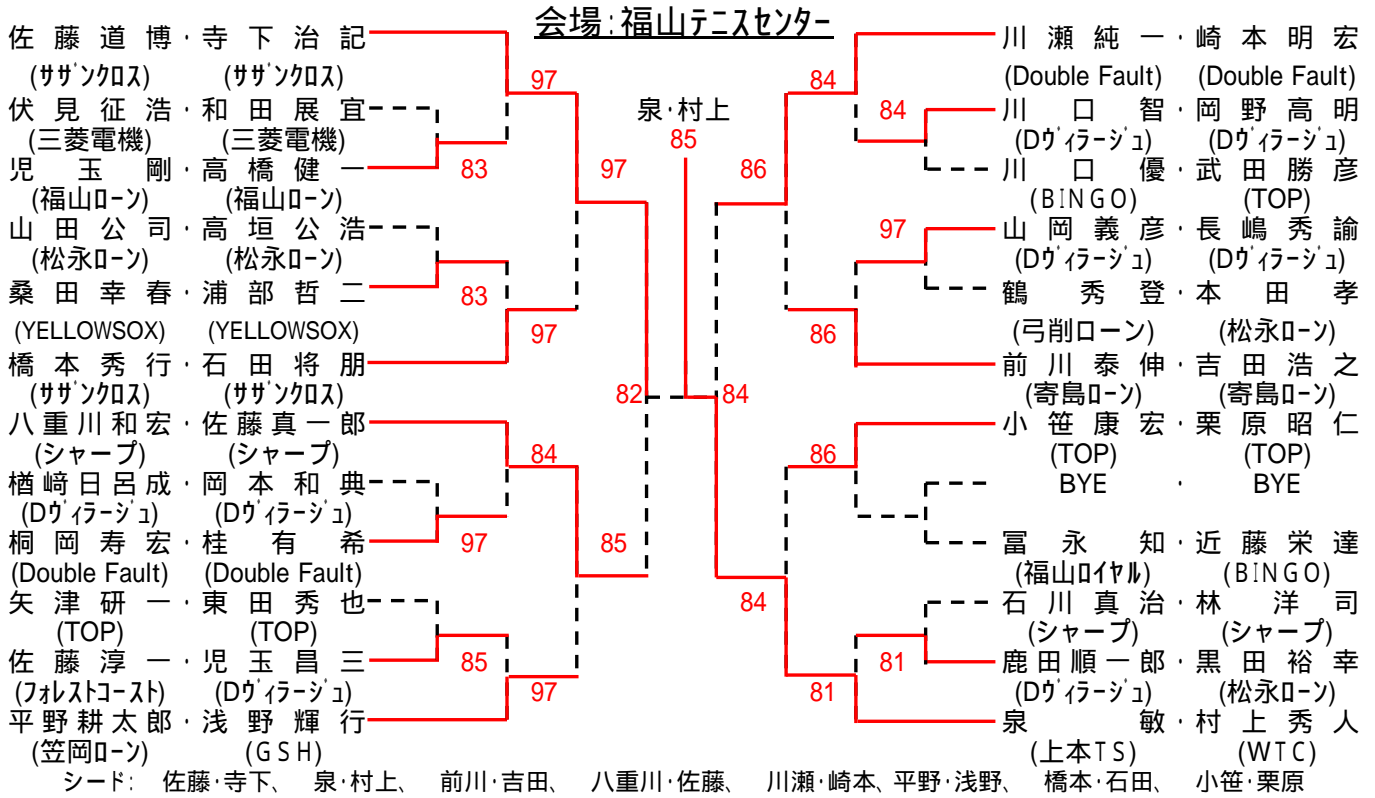 会場:福山テニスセンター
佐藤道博・寺下治記
(サザンクロス) (サザンクロス)
97
伏見征浩・和田展宜
(三菱電機) (三菱電機)
83
児玉剛・高橋健一
(福山ローン) (福山ローン)
97
山田公司・高垣公浩
(松永ローン) (松永ローン)
83
桑田幸春・浦部哲二
(YELLOWSOX) (YELLOWSOX)
97
橋本秀行・石田将朋
(サザンクロス) (サザンクロス)
82
八重川和宏・佐藤真一郎
(シャープ) (シャープ)
84
楢﨑日呂成・岡本和典
(Dヴィラージュ) (Dヴィラージュ)
97
桐岡寿宏・桂有希
(Double Fault) (Double Fault)
85
矢津研一・東田秀也
(TOP) (TOP)
85
佐藤淳一・児玉昌三
(フォレストコースト) (Dヴィラージュ)
97
平野耕太郎・浅野輝行
(笠岡ローン) (GSH)
泉・村上
85
川瀬純一・崎本明宏
(Double Fault) (Double Fault)
84
川口智・岡野高明
(Dヴィラージュ) (Dヴィラージュ)
84
川口優・武田勝彦
(BINGO) (TOP)
86
山岡義彦・長嶋秀諭
(Dヴィラージュ) (Dヴィラージュ)
97
鶴秀登・本田孝
(弓削ローン) (松永ローン)
86
前川泰伸・吉田浩之
(寄島ローン) (寄島ローン)
84
小笹康宏・栗原昭仁
(TOP) (TOP)
86
BYE ・ BYE
冨永知・近藤栄達
(福山ロイヤル) (BINGO)
84
石川真治・林洋司
(シャープ) (シャープ)
81
鹿田順一郎・黒田裕幸
(Dヴィラージュ) (松永ローン)
81
泉敏・村上秀人
(上本TS) (WTC)
シード: 佐藤・寺下、 泉・村上、 前川・吉田、 八重川・佐藤、 川瀬・崎本、平野・浅野、 橋本・石田、 小笹・栗原